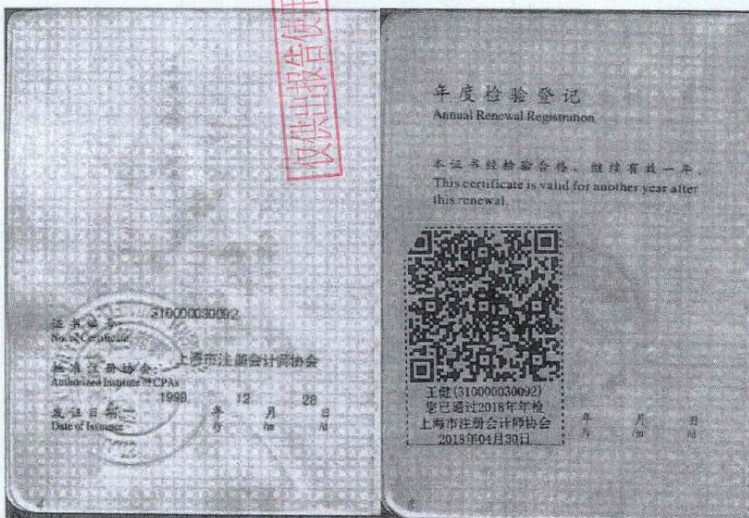 仅供出报告使用
310000030092
证书编号:
No. of Certificate
上海市注册会计师协会
批准注册协会:
Authorized Institute of CPAs
发证日期: 1999 年 12 月 28 日
Date of Issuance /y /m /d
4
年度检验登记
Annual Renewal Registration
本证书经检验合格,继续有效一年。
This certificate is valid for another year after
this renewal.
王健(310000030092)
您已通过2018年年检
上海市注册会计师协会
2018年04月30日
年 月 日
/y /m /d